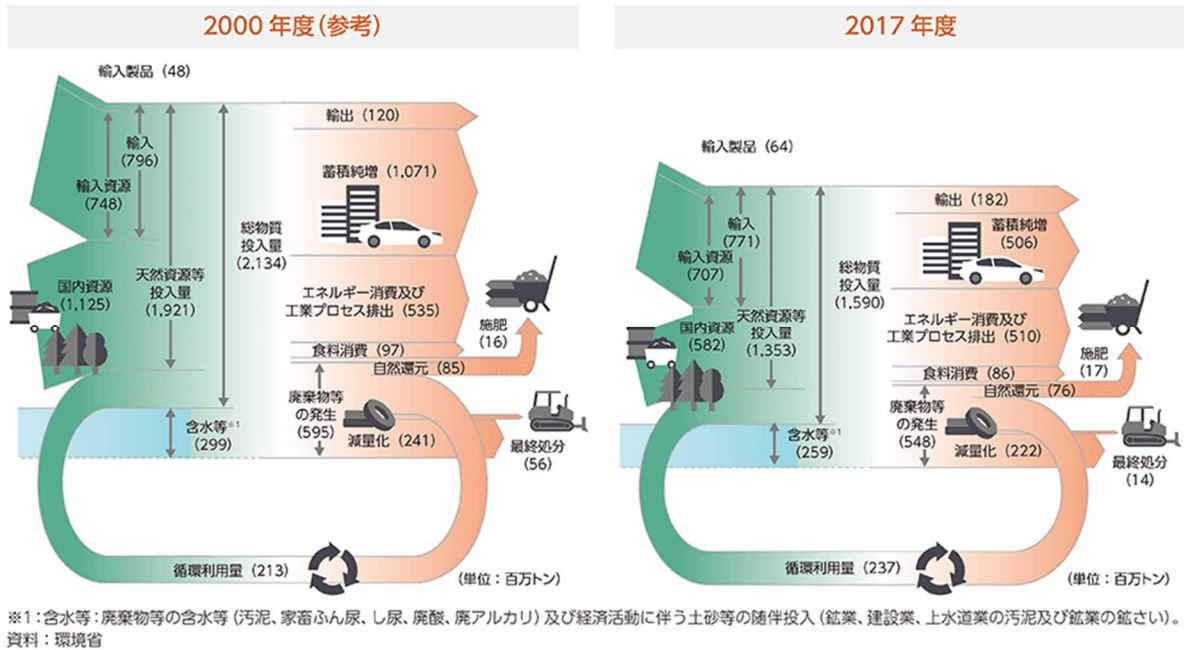 2000 年度(参考)
輸入製品 (48)
輸出 (120)
輸入
(796)
輸入資源
(748)
蓄積純増 (1,071)
総物質
投入量
(2,134)
国内資源
(1,125)
天然資源等
投入量
(1,921)
エネルギー消費及び
工業プロセス排出 (535)
施肥
(16)
食料消費 (97)
自然還元 (85)
廃棄物等
の発生
(595)
含水等※1
(299)
減量化 (241)
最終処分
(56)
循環利用量 (213)
(単位:百万トン)
2017 年度
輸入製品 (64)
輸出 (182)
輸入
(771)
輸入資源
(707)
蓄積純増
(506)
総物質
投入量
(1,590)
国内資源
(582)
天然資源等
投入量
(1,353)
エネルギー消費及び
工業プロセス排出 (510)
施肥
(17)
食料消費 (86)
自然還元 (76)
廃棄物等
の発生
(548)
含水等※1
(259)
減量化 (222)
最終処分
(14)
循環利用量 (237)
(単位:百万トン)
※1:含水等:廃棄物等の含水等(汚泥、家畜ふん尿、し尿、廃酸、廃アルカリ)及び経済活動に伴う土砂等の随伴投入(鉱業、建設業、上水道業の汚泥及び鉱業の鉱さい)。
資料:環境省